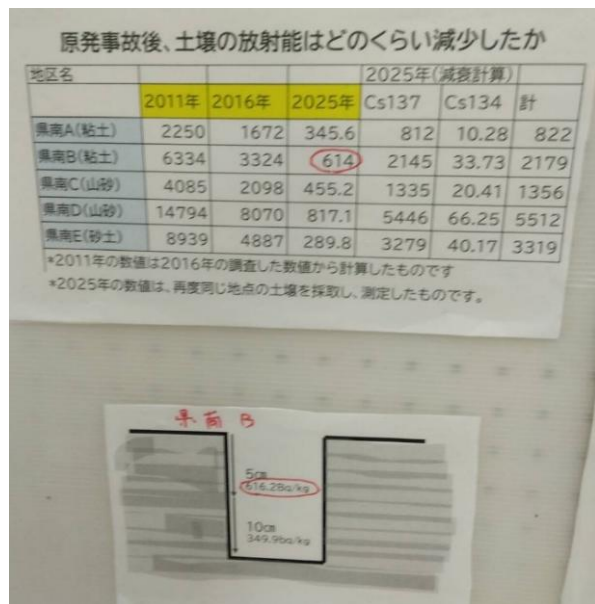 原発事故後、土壌の放射能はどのくらい減少したか
地区名 2025年(減衰計算)
2011年 2016年 2025年 Cs137 Cs134 計
県南A(粘土) 2250 1672 345.6 812 10.28 822
県南B(粘土) 6334 3324 614 2145 33.73 2179
県南C(山砂) 4085 2098 455.2 1335 20.41 1356
県南D(山砂) 14794 8070 817.1 5446 66.25 5512
県南E(砂土) 8939 4887 289.8 3279 40.17 3319
*2011年の数値は2016年の調査した数値から計算したものです
*2025年の数値は、再度同じ地点の土壌を採取し、測定したものです。
県南 B
5㎝
616.2Bq/kg
10㎝
349.9bq/kg